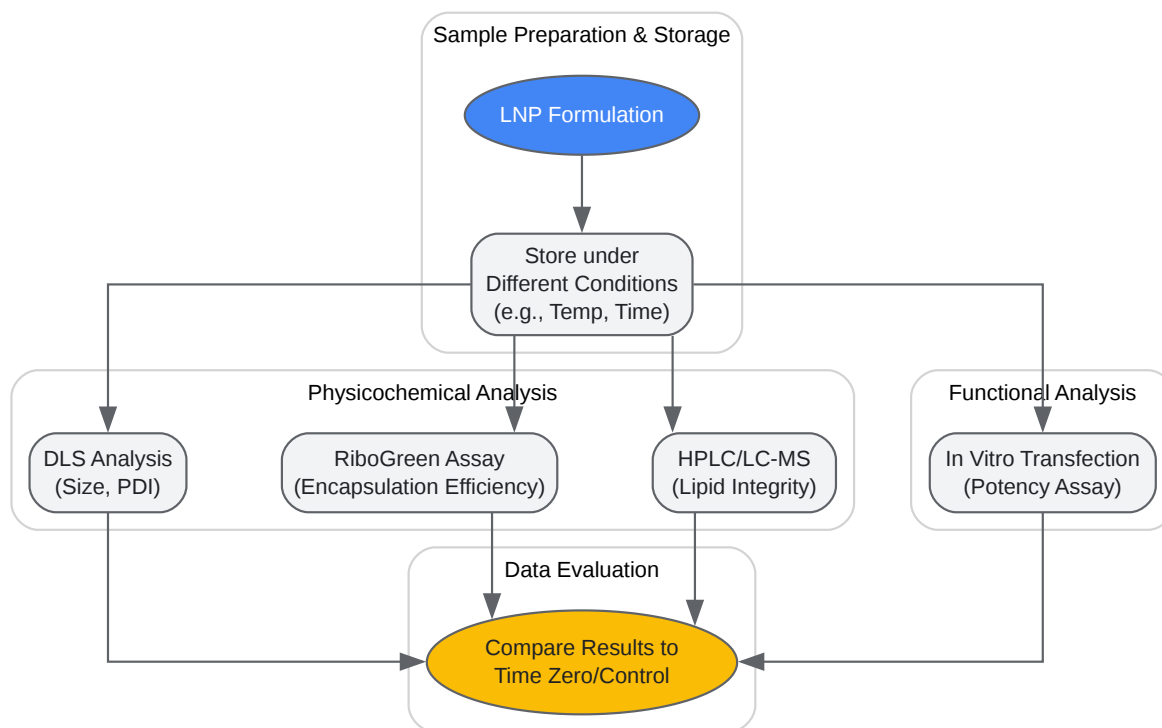 Sample Preparation & Storage
LNP Formulation
Store under
Different Conditions
(e.g., Temp, Time)
Physicochemical Analysis
Functional Analysis
DLS Analysis
(Size, PDI)
RiboGreen Assay
(Encapsulation Efficiency)
HPLC/LC-MS
(Lipid Integrity)
In Vitro Transfection
(Potency Assay)
Data Evaluation
Compare Results to
Time Zero/Control